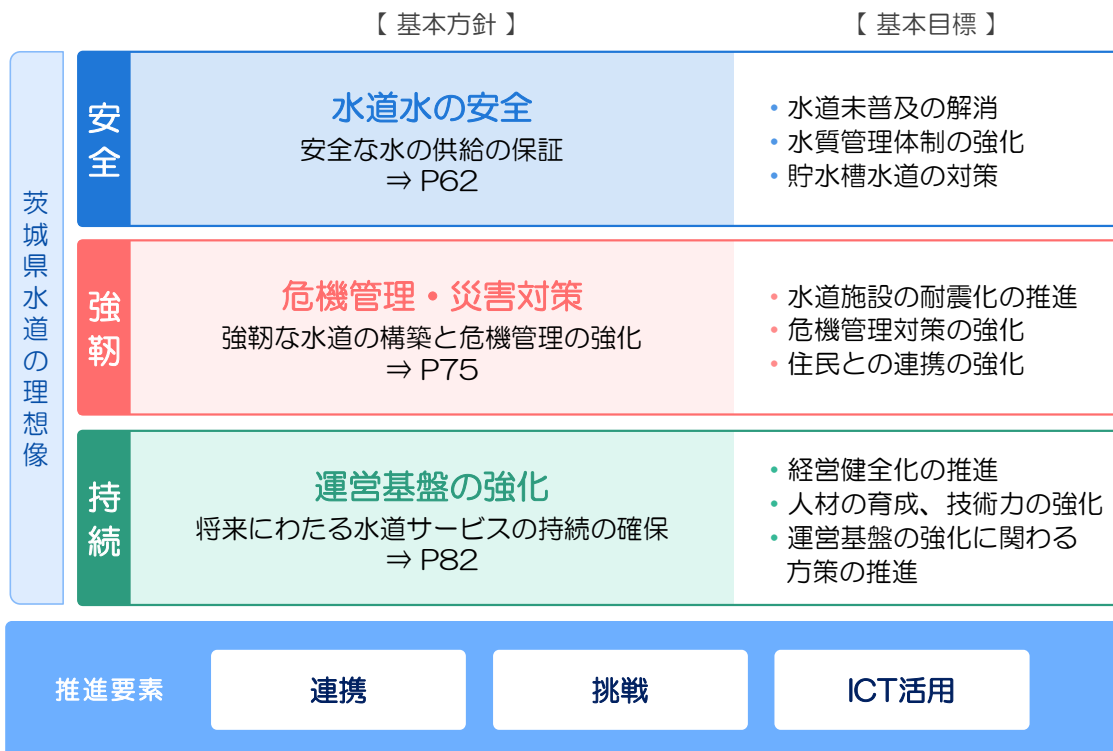 【 基本方針 】
【 基本目標 】
茨城県水道の理想像
安全
水道水の安全
安全な水の供給の保証
⇒ P62
・水道未普及の解消
・水質管理体制の強化
・貯水槽水道の対策
強靭
危機管理・災害対策
強靭な水道の構築と危機管理の強化
⇒ P75
・水道施設の耐震化の推進
・危機管理対策の強化
・住民との連携の強化
持続
運営基盤の強化
将来にわたる水道サービスの持続の確保
⇒ P82
・経営健全化の推進
・人材の育成、技術力の強化
・運営基盤の強化に関わる
方策の推進
推進要素
連携
挑戦
ICT活用